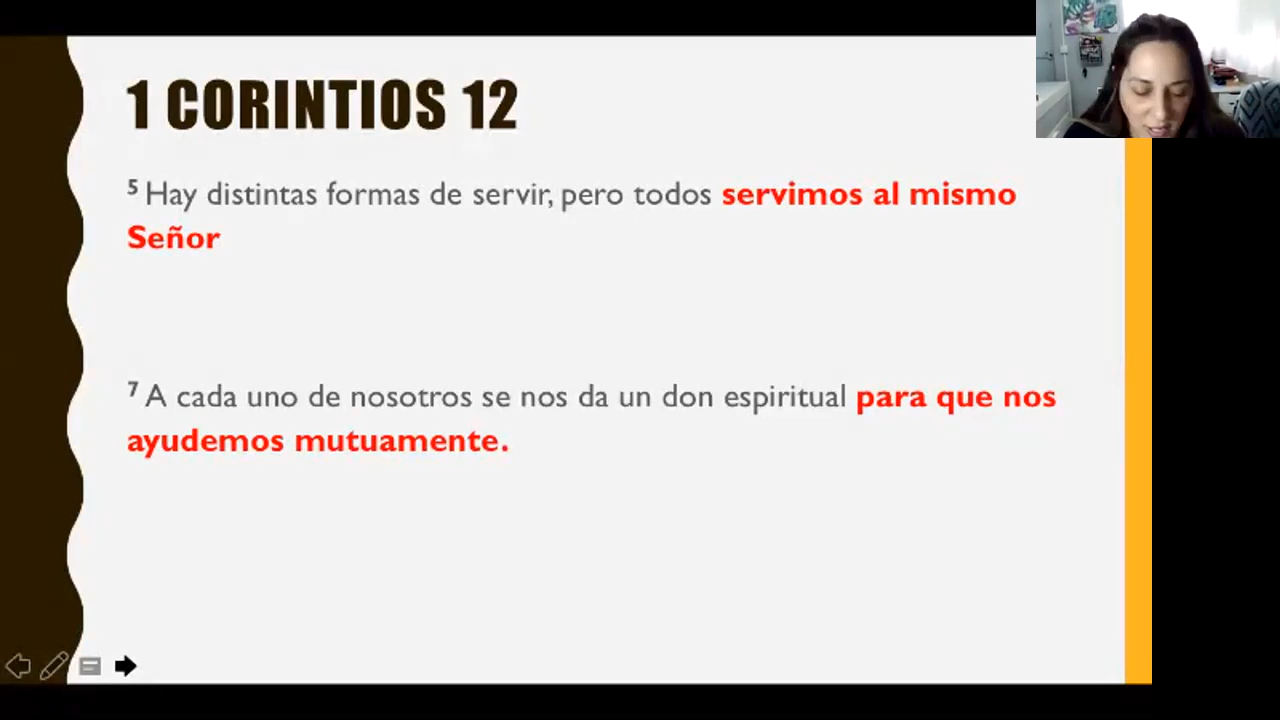 1 CORINTIOS 12
5 Hay distintas formas de servir, pero todos servimos al mismo
Señor
7 A cada uno de nosotros se nos da un don espiritual para que nos
ayudemos mutuamente.